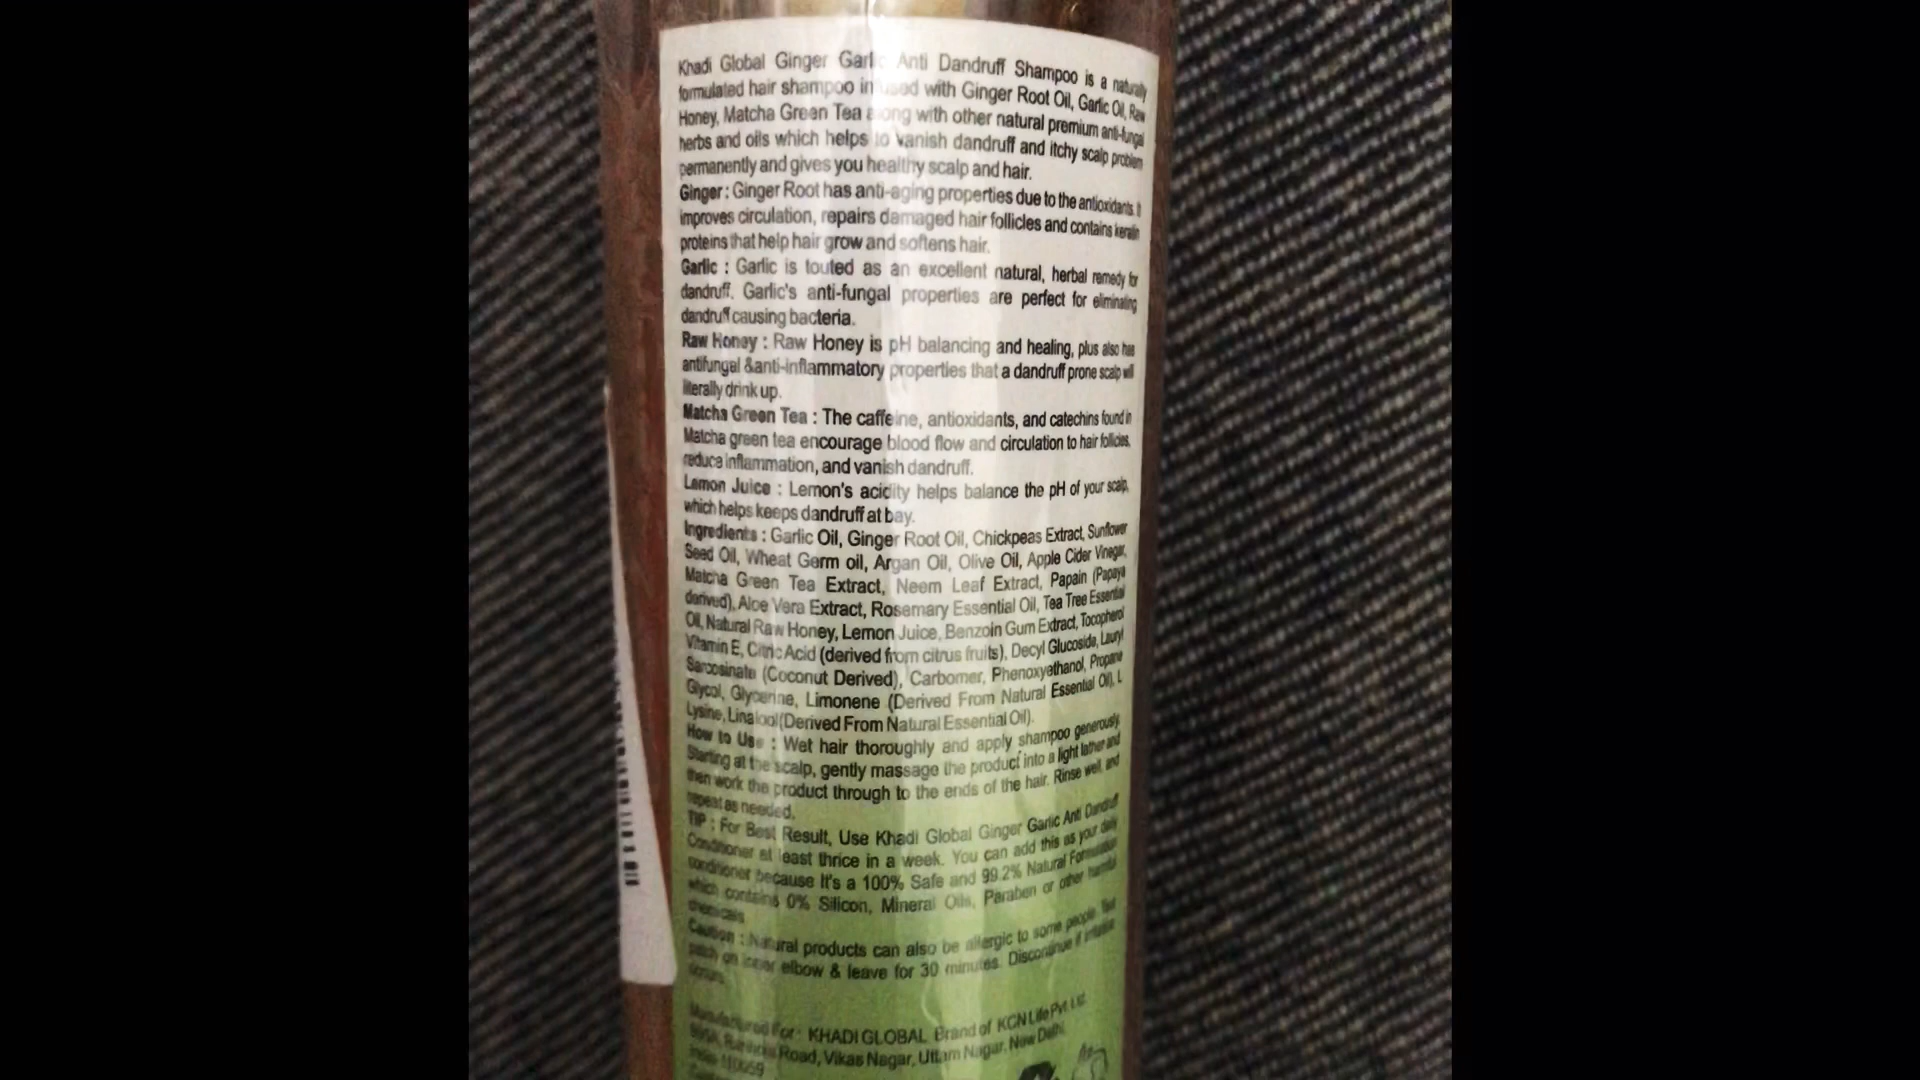 Khadi Global Ginger Garlic Anti Dandruff Shampoo is a naturally
formulated hair shampoo infused with Ginger Root Oil, Garlic Oil, Raw
Honey, Matcha Green Tea along with other natural premium anti-fungal
herbs and oils which helps to vanish dandruff and itchy scalp problem
permanently and gives you healthy scalp and hair.
Ginger : Ginger Root has anti-aging properties due to the antioxidants. It
improves circulation, repairs damaged hair follicles and contains keratin
proteins that help hair grow and softens hair.
Garlic : Garlic is touted as an excellent natural, herbal remedy for
dandruff. Garlic's anti-fungal properties are perfect for eliminating
dandruff causing bacteria.
Raw Honey : Raw Honey is pH balancing and healing, plus also has
antifungal &anti-inflammatory properties that a dandruff prone scalp will
literally drink up.
Matcha Green Tea : The caffeine, antioxidants, and catechins found in
Matcha green tea encourage blood flow and circulation to hair follicles,
reduce inflammation, and vanish dandruff.
Lemon Juice : Lemon's acidity helps balance the pH of your scalp,
which helps keeps dandruff at bay.
Ingredients : Garlic Oil, Ginger Root Oil, Chickpeas Extract, Sunflower
Seed Oil, Wheat Germ oil, Argan Oil, Olive Oil, Apple Cider Vinegar,
Matcha Green Tea Extract, Neem Leaf Extract, Papain (Papaya
derived), Aloe Vera Extract, Rosemary Essential Oil, Tea Tree Essential
Oil, Natural Raw Honey, Lemon Juice, Benzoin Gum Extract, Tocopherol
Vitamin E, Citric Acid (derived from citrus fruits), Decyl Glucoside, Lauryl
Sarcosinate (Coconut Derived), Carbomer, Phenoxyethanol, Propane
Glycol, Glycerine, Limonene (Derived From Natural Essential Oil), L
Lysine, Linalool (Derived From Natural Essential Oil).
How to Use : Wet hair thoroughly and apply shampoo generously.
Starting at the scalp, gently massage the product into a light lather and
then work the product through to the ends of the hair. Rinse well, and
repeat as needed.
TIP : For Best Result, Use Khadi Global Ginger Garlic Anti Dandruff
Conditioner at least thrice in a week. You can add this as your daily
conditioner because It's a 100% Safe and 99.2% Natural Formulation
which contains 0% Silicon, Mineral Oils, Paraben or other harmful
chemicals
Caution : Natural products can also be allergic to some people. Test
patch on inner elbow & leave for 30 minutes. Discontinue if irritation
occurs.
Manufactured For : KHADI GLOBAL Brand of KCN Life Pvt. Ltd.
Road, Vikas Nagar, Uttam Nagar, New Delhi,
India 110059